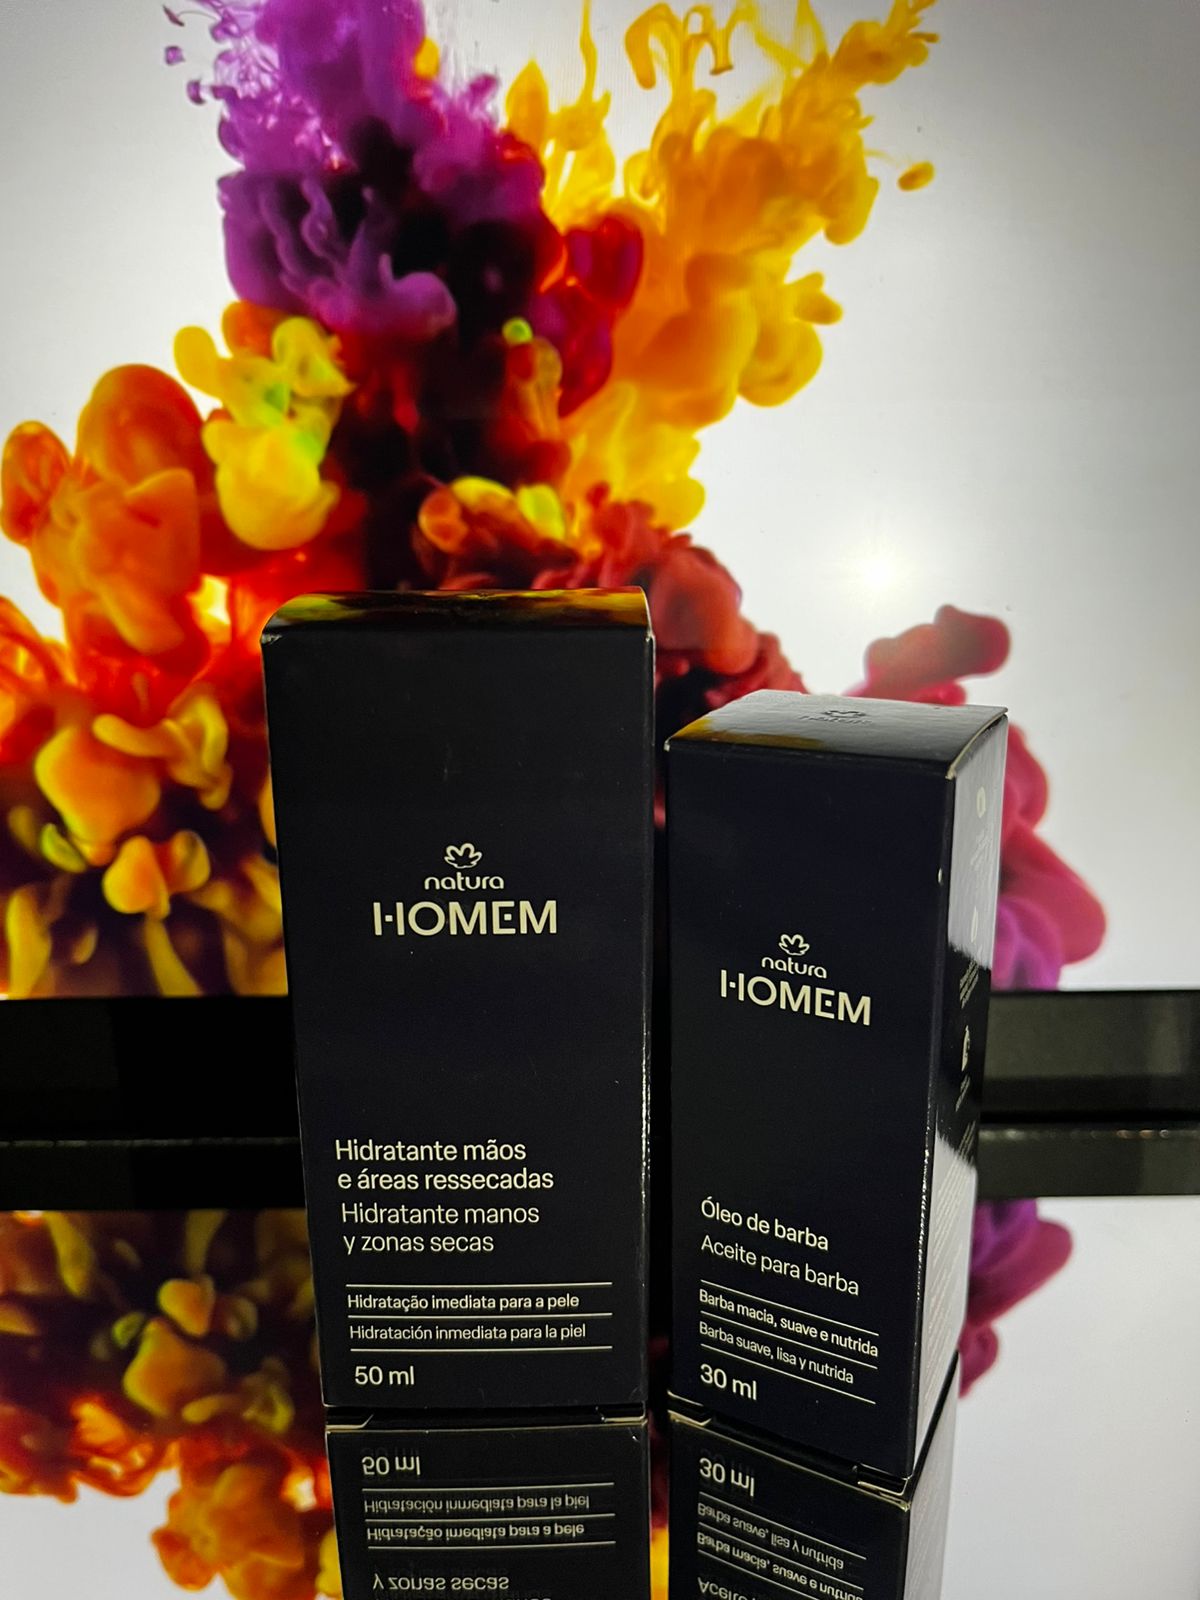 natura
HOMEM
Hidratante mãos
e áreas ressecadas
Hidratante manos
y zonas secas
Hidratação imediata para a pele
Hidratación inmediata para la piel
50 ml
natura
HOMEM
Óleo de barba
Aceite para barba
Barba macia, suave e nutrida
Barba suave, lisa y nutrida
30 ml